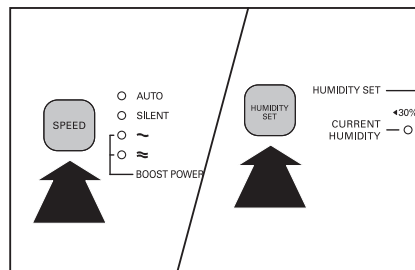 SPEED
AUTO
SILENT
~
≈
BOOST POWER
HUMIDITY
SET
HUMIDITY SET
◂30%
CURRENT
HUMIDITY